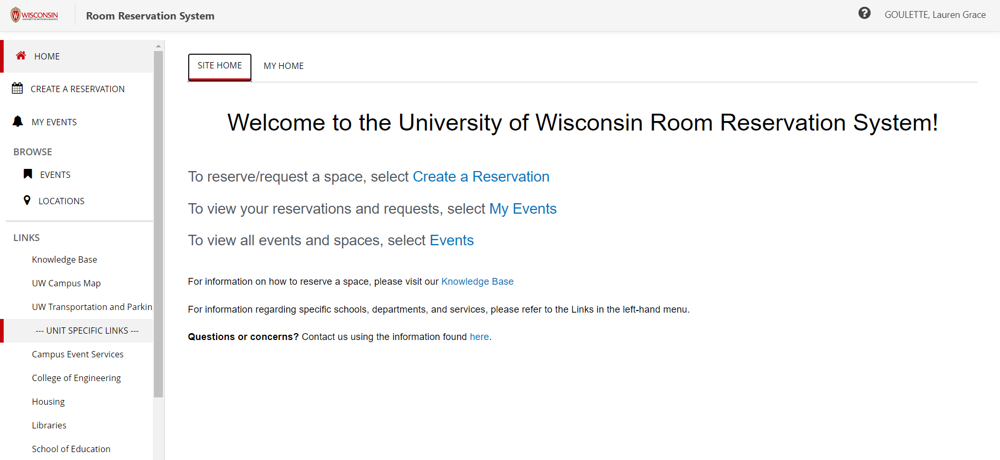 WISCONSIN
UNIVERSITY OF WISCONSIN-MADISON
Room Reservation System
GOULETTE, Lauren Grace
HOME
CREATE A RESERVATION
MY EVENTS
BROWSE
EVENTS
LOCATIONS
LINKS
Knowledge Base
UW Campus Map
UW Transportation and Parkin
--- UNIT SPECIFIC LINKS ---
Campus Event Services
College of Engineering
Housing
Libraries
School of Education
SITE HOME
MY HOME
Welcome to the University of Wisconsin Room Reservation System!
To reserve/request a space, select Create a Reservation
To view your reservations and requests, select My Events
To view all events and spaces, select Events
For information on how to reserve a space, please visit our Knowledge Base
For information regarding specific schools, departments, and services, please refer to the Links in the left-hand menu.
Questions or concerns? Contact us using the information found here.